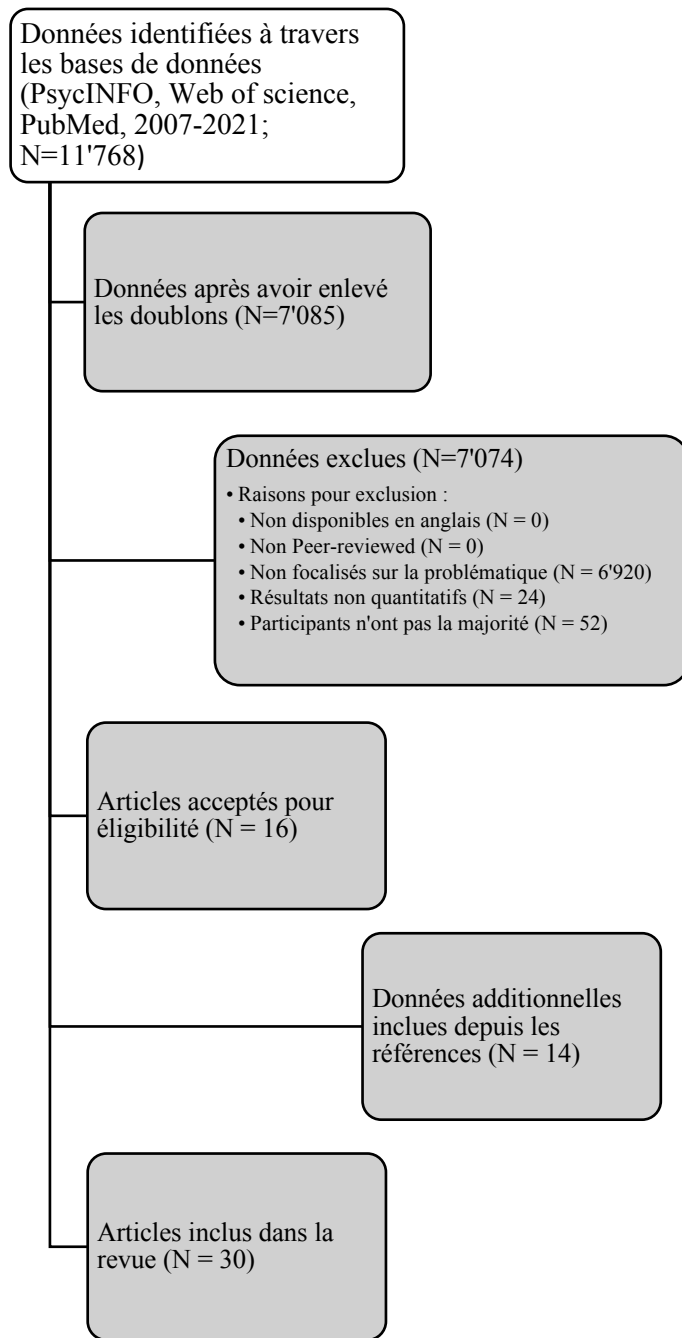 Données identifiées à travers
les bases de données
(PsycINFO, Web of science,
PubMed, 2007-2021;
N=11'768)
Données après avoir enlevé
les doublons (N=7'085)
Données exclues (N=7'074)
• Raisons pour exclusion :
• Non disponibles en anglais (N = 0)
• Non Peer-reviewed (N = 0)
• Non focalisés sur la problématique (N = 6'920)
• Résultats non quantitatifs (N = 24)
• Participants n'ont pas la majorité (N = 52)
Articles acceptés pour
éligibilité (N = 16)
Données additionnelles
inclues depuis les
références (N = 14)
Articles inclus dans la
revue (N = 30)